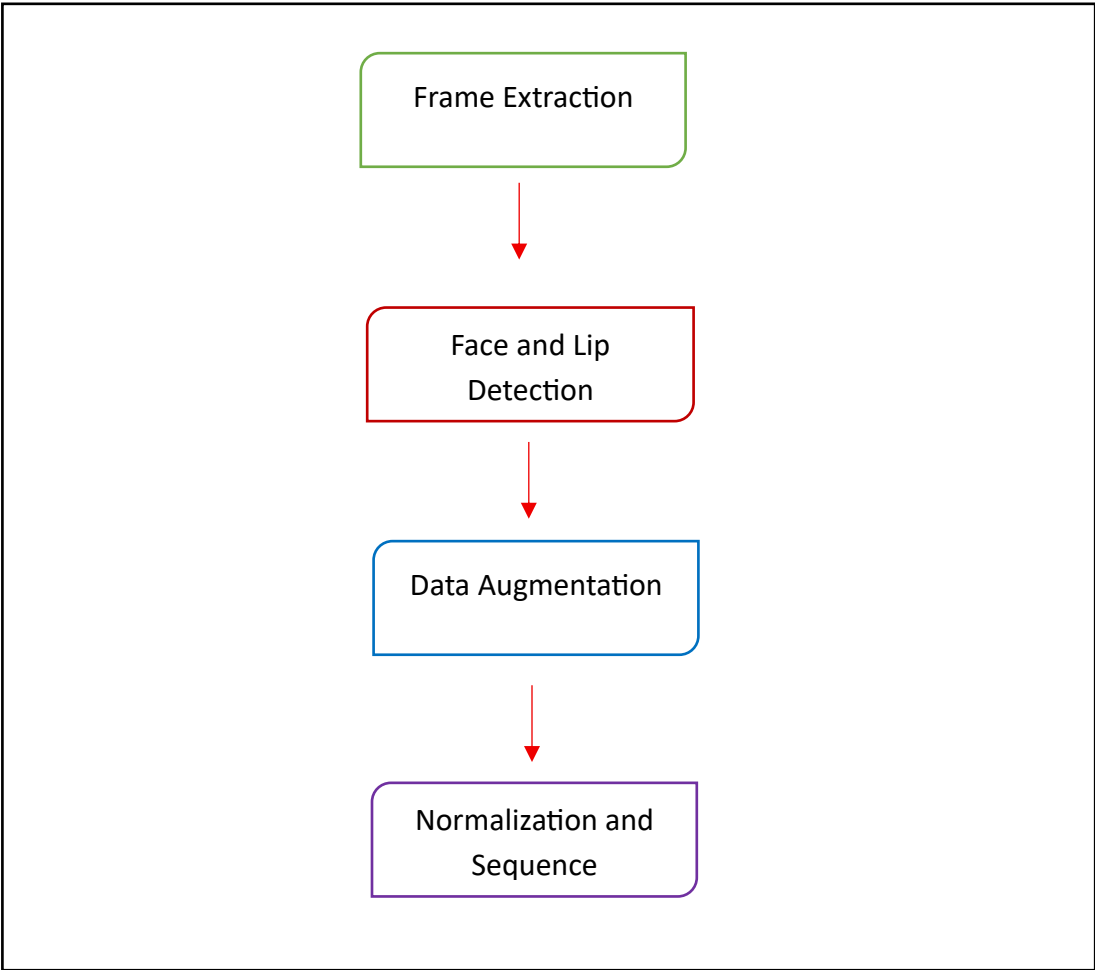 Frame Extraction
Face and Lip
Detection
Data Augmentation
Normalization and
Sequence